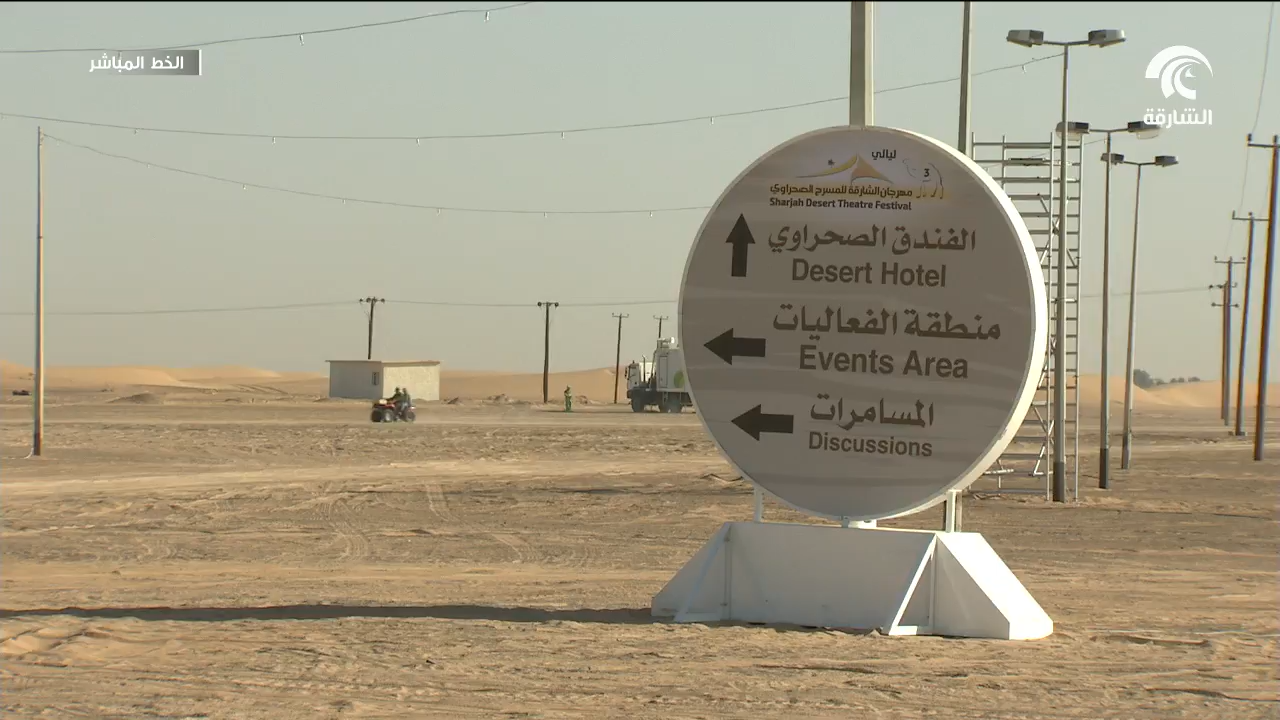 الخط المباشر
الشارقة
ليالي
3
مهرجان الشارقة للمسرح الصحراوي
Sharjah Desert Theatre Festival
الفندق الصحراوي
Desert Hotel
منطقة الفعاليات
Events Area
المسامرات
Discussions